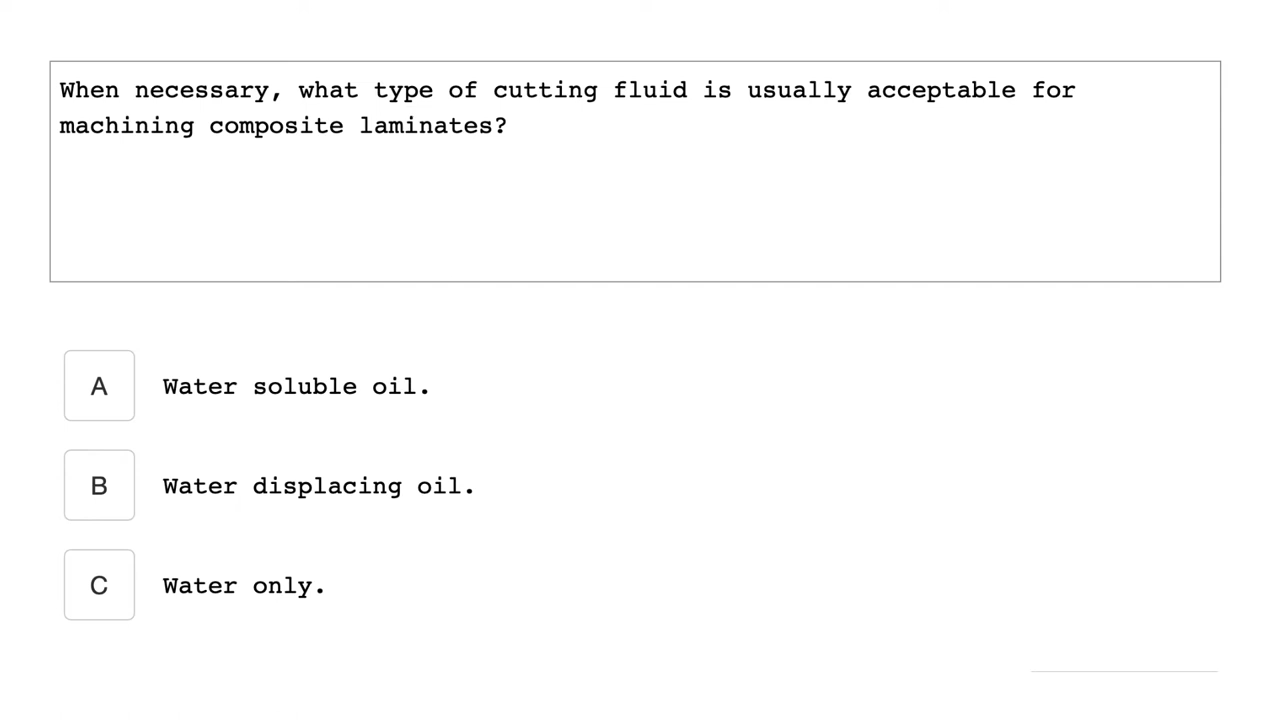 When necessary, what type of cutting fluid is usually acceptable for
machining composite laminates?
A Water soluble oil.
B Water displacing oil.
C Water only.